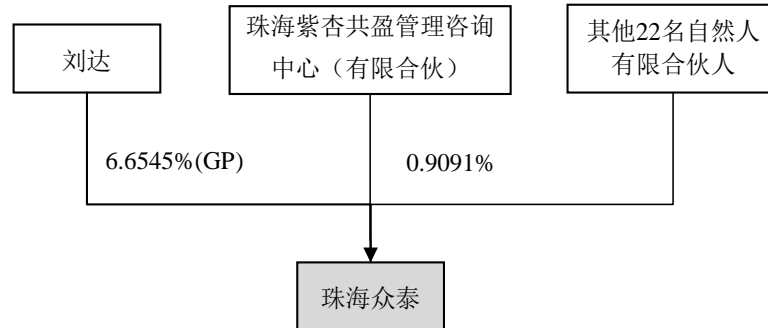 刘达
珠海紫杏共盈管理咨询
中心（有限合伙）
其他22名自然人
有限合伙人
6.6545%(GP)
0.9091%
珠海众泰